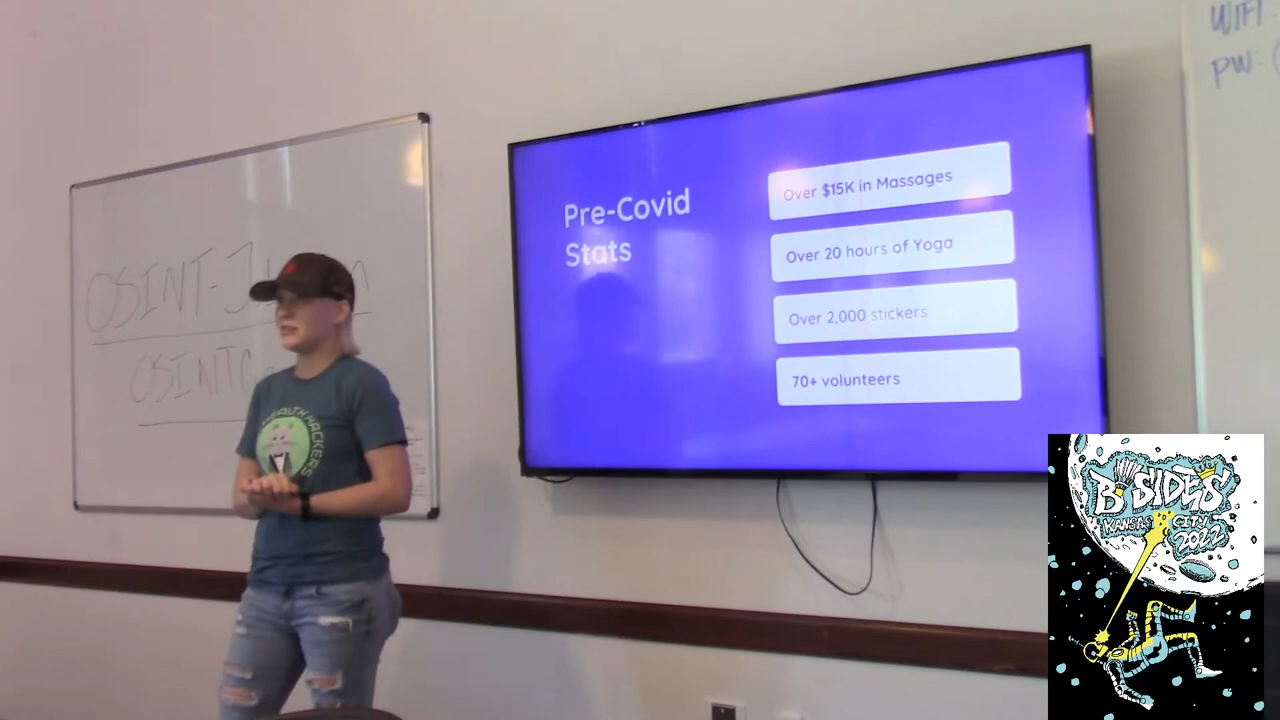 WIFI
PW:
Pre-Covid
Stats
Over $15K in Massages
Over 20 hours of Yoga
Over 2,000 stickers
70+ volunteers
HEALTH HACKERS
B-SIDES
KANSAS CITY
2022